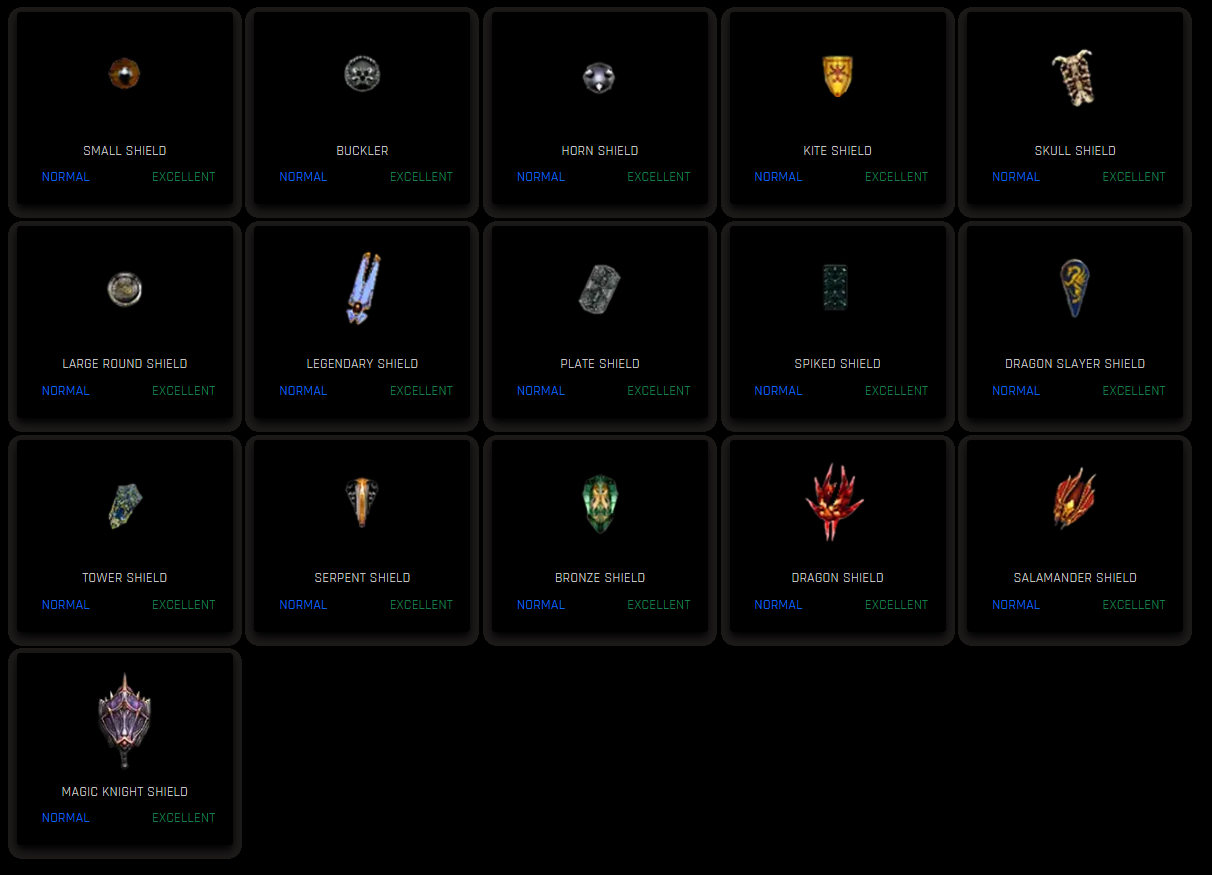 SMALL SHIELD
NORMAL EXCELLENT
BUCKLER
NORMAL EXCELLENT
HORN SHIELD
NORMAL EXCELLENT
KITE SHIELD
NORMAL EXCELLENT
SKULL SHIELD
NORMAL EXCELLENT
LARGE ROUND SHIELD
NORMAL EXCELLENT
LEGENDARY SHIELD
NORMAL EXCELLENT
PLATE SHIELD
NORMAL EXCELLENT
SPIKED SHIELD
NORMAL EXCELLENT
DRAGON SLAYER SHIELD
NORMAL EXCELLENT
TOWER SHIELD
NORMAL EXCELLENT
SERPENT SHIELD
NORMAL EXCELLENT
BRONZE SHIELD
NORMAL EXCELLENT
DRAGON SHIELD
NORMAL EXCELLENT
SALAMANDER SHIELD
NORMAL EXCELLENT
MAGIC KNIGHT SHIELD
NORMAL EXCELLENT